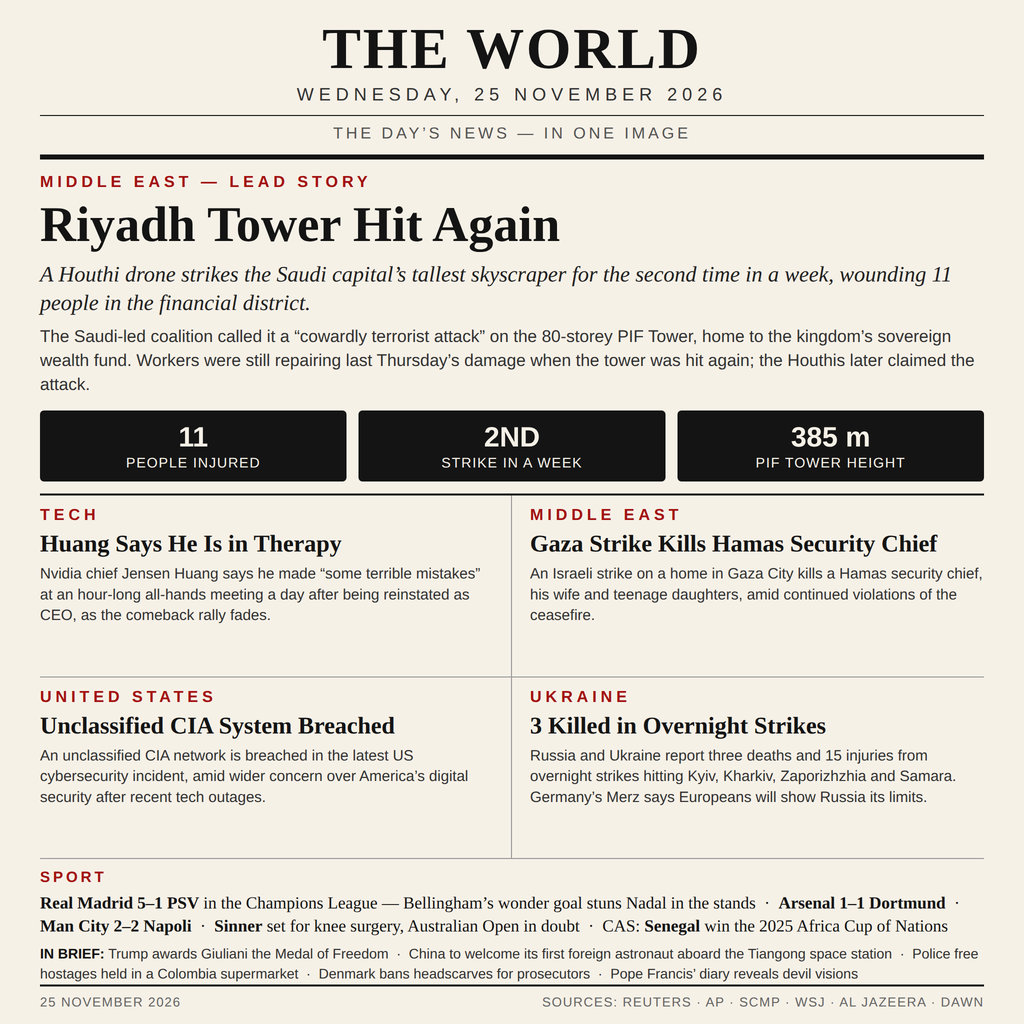 THE WORLD
WEDNESDAY, 25 NOVEMBER 2026
THE DAY’S NEWS — IN ONE IMAGE
MIDDLE EAST — LEAD STORY
Riyadh Tower Hit Again
A Houthi drone strikes the Saudi capital’s tallest skyscraper for the second time in a week, wounding 11
people in the financial district.
The Saudi-led coalition called it a “cowardly terrorist attack” on the 80-storey PIF Tower, home to the kingdom’s sovereign
wealth fund. Workers were still repairing last Thursday’s damage when the tower was hit again; the Houthis later claimed the
attack.
11
PEOPLE INJURED
2ND
STRIKE IN A WEEK
385 m
PIF TOWER HEIGHT
TECH
Huang Says He Is in Therapy
Nvidia chief Jensen Huang says he made “some terrible mistakes”
at an hour-long all-hands meeting a day after being reinstated as
CEO, as the comeback rally fades.
MIDDLE EAST
Gaza Strike Kills Hamas Security Chief
An Israeli strike on a home in Gaza City kills a Hamas security chief,
his wife and teenage daughters, amid continued violations of the
ceasefire.
UNITED STATES
Unclassified CIA System Breached
An unclassified CIA network is breached in the latest US
cybersecurity incident, amid wider concern over America’s digital
security after recent tech outages.
UKRAINE
3 Killed in Overnight Strikes
Russia and Ukraine report three deaths and 15 injuries from
overnight strikes hitting Kyiv, Kharkiv, Zaporizhzhia and Samara.
Germany’s Merz says Europeans will show Russia its limits.
SPORT
Real Madrid 5–1 PSV in the Champions League — Bellingham’s wonder goal stuns Nadal in the stands · Arsenal 1–1 Dortmund ·
Man City 2–2 Napoli · Sinner set for knee surgery, Australian Open in doubt · CAS: Senegal win the 2025 Africa Cup of Nations
IN BRIEF: Trump awards Giuliani the Medal of Freedom · China to welcome its first foreign astronaut aboard the Tiangong space station · Police free
hostages held in a Colombia supermarket · Denmark bans headscarves for prosecutors · Pope Francis’ diary reveals devil visions
25 NOVEMBER 2026
SOURCES: REUTERS · AP · SCMP · WSJ · AL JAZEERA · DAWN